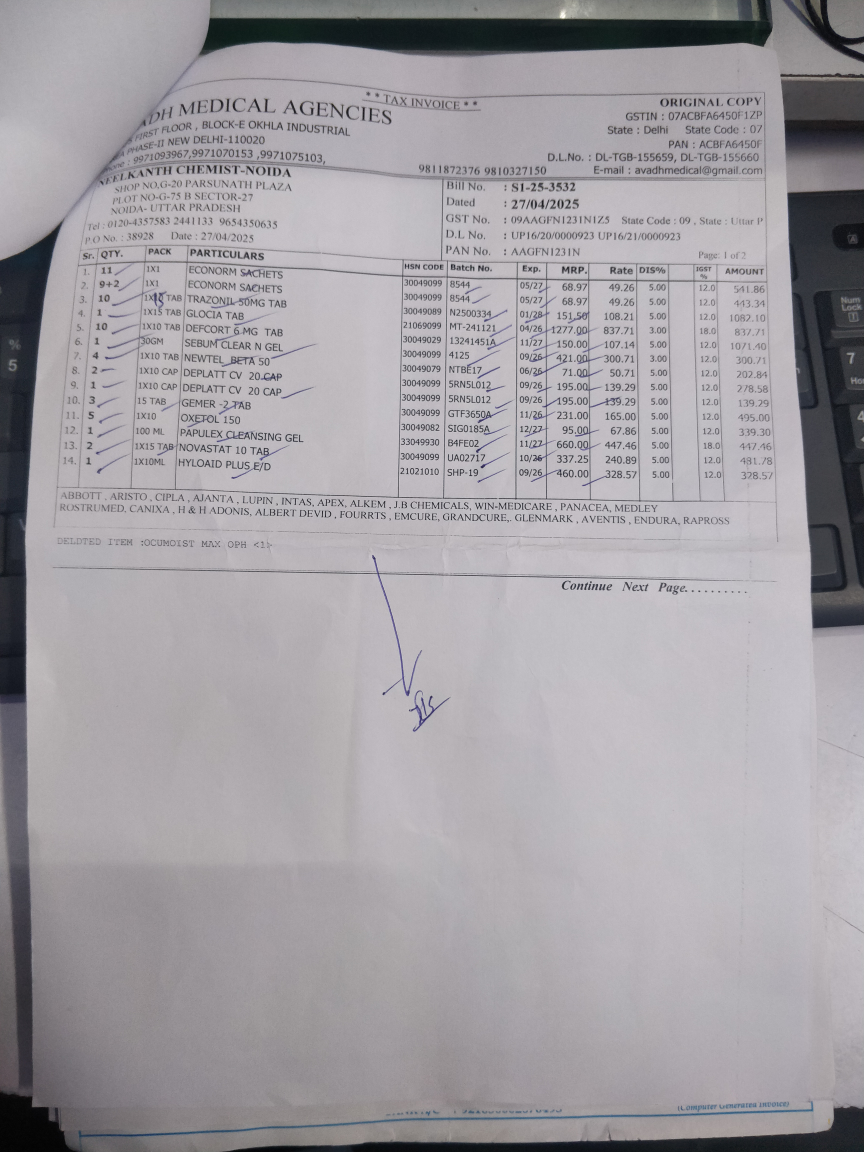 ** TAX INVOICE **
ORIGINAL COPY
ADH MEDICAL AGENCIES
GSTIN : 07ACBFA6450F1ZP
FIRST FLOOR , BLOCK-E OKHLA INDUSTRIAL
State : Delhi State Code : 07
PHASE-II NEW DELHI-110020
PAN : ACBFA6450F
: 9971093967,9971070153 ,9971075103,
D.L.No. : DL-TGB-155659, DL-TGB-155660
9811872376 9810327150
E-mail : avadhmedical@gmail.com
NEELKANTH CHEMIST-NOIDA
SHOP NO,G-20 PARSUNATH PLAZA
PLOT NO-G-75 B SECTOR-27
NOIDA- UTTAR PRADESH
Tel : 0120-4357583 2441133 9654350635
P.O No. : 38928 Date : 27/04/2025
Bill No. : S1-25-3532
Dated : 27/04/2025
GST No. : 09AAGFN1231N1Z5 State Code : 09 , State : Uttar P
D.L No. : UP16/20/0000923 UP16/21/0000923
PAN No. : AAGFN1231N
Page: 1 of 2
Sr. QTY. PACK PARTICULARS HSN CODE Batch No. Exp. MRP. Rate DIS% IGST % AMOUNT
1. 11 1X1 ECONORM SACHETS 30049099 8544 05/27 68.97 49.26 5.00 12.0 541.86
2. 9+2 1X1 ECONORM SACHETS 30049099 8544 05/27 68.97 49.26 5.00 12.0 443.34
3. 10 TAB TRAZONIL 50MG TAB 30049089 N2500334 01/28 151.50 108.21 5.00 12.0 1082.10
4. 1 1X15 TAB GLOCIA TAB 21069099 MT-241121 04/26 1277.00 837.71 3.00 18.0 837.71
5. 10 1X10 TAB DEFCORT 6 MG TAB 30049029 13241451A 11/27 150.00 107.14 5.00 12.0 1071.40
6. 1 30GM SEBUM CLEAR N GEL 30049099 4125 09/26 421.00 300.71 3.00 12.0 300.71
7. 4 1X10 TAB NEWTEL BETA 50 30049079 NTBE17 06/26 71.00 50.71 5.00 12.0 202.84
8. 2 1X10 CAP DEPLATT CV 20 CAP 30049099 SRN5L012 09/26 195.00 139.29 5.00 12.0 278.58
9. 1 1X10 CAP DEPLATT CV 20 CAP 30049099 SRN5L012 09/26 195.00 139.29 5.00 12.0 139.29
10. 3 15 TAB GEMER -2 TAB 30049099 GTF3650A 11/26 231.00 165.00 5.00 12.0 495.00
11. 5 1X10 OXETOL 150 30049082 SIG0185A 12/27 95.00 67.86 5.00 12.0 339.30
12. 1 100 ML PAPULEX CLEANSING GEL 33049930 B4FE02 11/27 660.00 447.46 5.00 18.0 447.46
13. 2 1X15 TAB NOVASTAT 10 TAB 30049099 UA02717 10/26 337.25 240.89 5.00 12.0 481.78
14. 1 1X10ML HYLOAID PLUS E/D 21021010 SHP-19 09/26 460.00 328.57 5.00 12.0 328.57
ABBOTT , ARISTO , CIPLA , AJANTA , LUPIN , INTAS, APEX, ALKEM , J.B CHEMICALS, WIN-MEDICARE , PANACEA, MEDLEY
ROSTRUMED, CANIXA , H & H ADONIS, ALBERT DEVID , FOURRTS , EMCURE, GRANDCURE,. GLENMARK , AVENTIS , ENDURA, RAPROSS
DELDTED ITEM :OCUMOIST MAX OPH <1>
Continue Next Page..........
(Computer Generated Invoice)